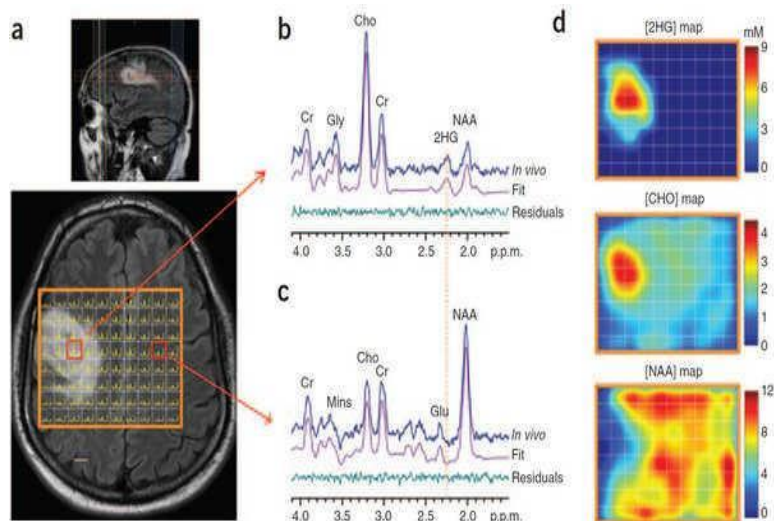 a
b
Cho
Cr
Gly
Cr
2HG
NAA
In vivo
Fit
Residuals
4.0 3.5 3.0 2.5 2.0 p.p.m.
c
NAA
Cho
Cr
Cr
Mins
Glu
In vivo
Fit
Residuals
4.0 3.5 3.0 2.5 2.0 p.p.m.
d
[2HG] map
mM
9
6
3
0
[CHO] map
4
3
2
1
0
[NAA] map
12
8
4
0